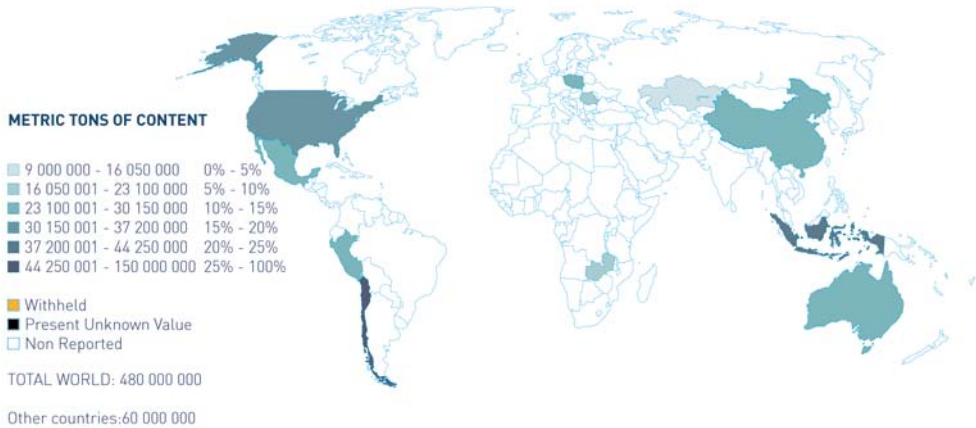 METRIC TONS OF CONTENT
9 000 000 - 16 050 000 0% - 5%
16 050 001 - 23 100 000 5% - 10%
23 100 001 - 30 150 000 10% - 15%
30 150 001 - 37 200 000 15% - 20%
37 200 001 - 44 250 000 20% - 25%
44 250 001 - 150 000 000 25% - 100%
Withheld
Present Unknown Value
Non Reported
TOTAL WORLD: 480 000 000
Other countries:60 000 000